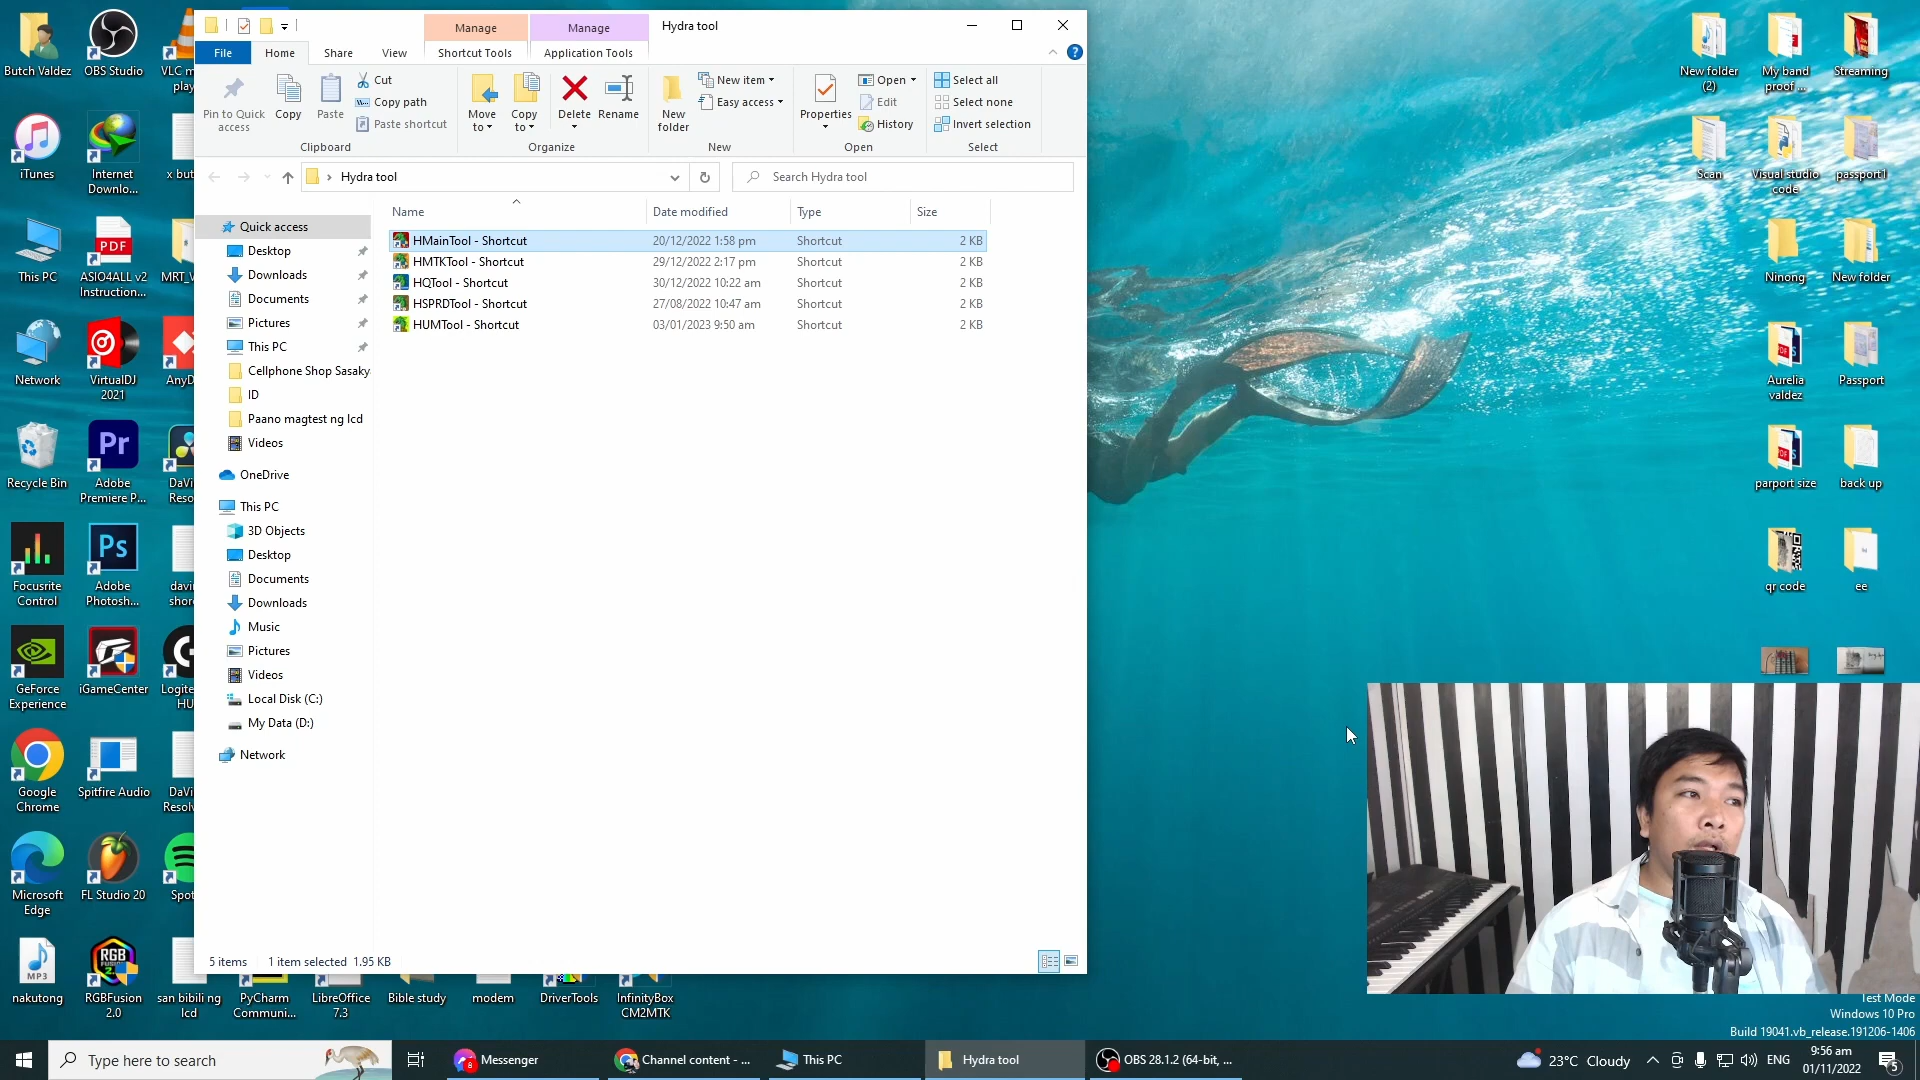 Manage
Manage
Hydra tool
File
Home
Share
View
Shortcut Tools
Application Tools
Pin to Quick
access
Copy
Paste
Cut
Copy path
Paste shortcut
Clipboard
Move
to
Copy
to
Delete
Rename
Organize
New
folder
New item
Easy access
New
Properties
Open
Edit
History
Open
Select all
Select none
Invert selection
Select
Hydra tool
Search Hydra tool
Name
Date modified
Type
Size
HMainTool - Shortcut 20/12/2022 1:58 pm Shortcut 2 KB
HMTKTool - Shortcut 29/12/2022 2:17 pm Shortcut 2 KB
HQTool - Shortcut 30/12/2022 10:22 am Shortcut 2 KB
HSPRDTool - Shortcut 27/08/2022 10:47 am Shortcut 2 KB
HUMTool - Shortcut 03/01/2023 9:50 am Shortcut 2 KB
Quick access
Desktop
Downloads
Documents
Pictures
This PC
Cellphone Shop Sasaky
ID
Paano magtest ng lcd
Videos
OneDrive
This PC
3D Objects
Desktop
Documents
Downloads
Music
Pictures
Videos
Local Disk (C:)
My Data (D:)
Network
5 items
1 item selected 1.95 KB
Butch Valdez
OBS Studio
VLC m
play
iTunes
Internet
Downlo...
x but
This PC
PDF
ASIO4ALL v2
Instruction...
MRT_V
Network
VirtualDJ
2021
AnyD
Recycle Bin
Pr
Adobe
Premiere P...
DaVi
Reso
Focusrite
Control
Ps
Adobe
Photosh...
davi
shor
GeForce
Experience
iGameCenter
Logite
HU
Google
Chrome
Spitfire Audio
DaVi
Resolv
Microsoft
Edge
FL Studio 20
Spot
MP3
nakutong
RGB
RGBFusion
2.0
san bibili ng
lcd
PyCharm
Communi...
LibreOffice
7.3
Bible study
modem
DriverTools
InfinityBox
CM2MTK
New folder
(2)
My band
proof ...
Streaming
Scan
Visual studio
code
passport1
Ninong
New folder
PDF
Aurelia
valdez
Passport
PDF
parport size
back up
qr code
ee
Test Mode
Windows 10 Pro
Build 19041.vb_release.191206-1406
Type here to search
8
Messenger
Channel content - ...
This PC
Hydra tool
OBS 28.1.2 (64-bit, ...
23°C Cloudy
ENG
9:56 am
01/11/2022
5